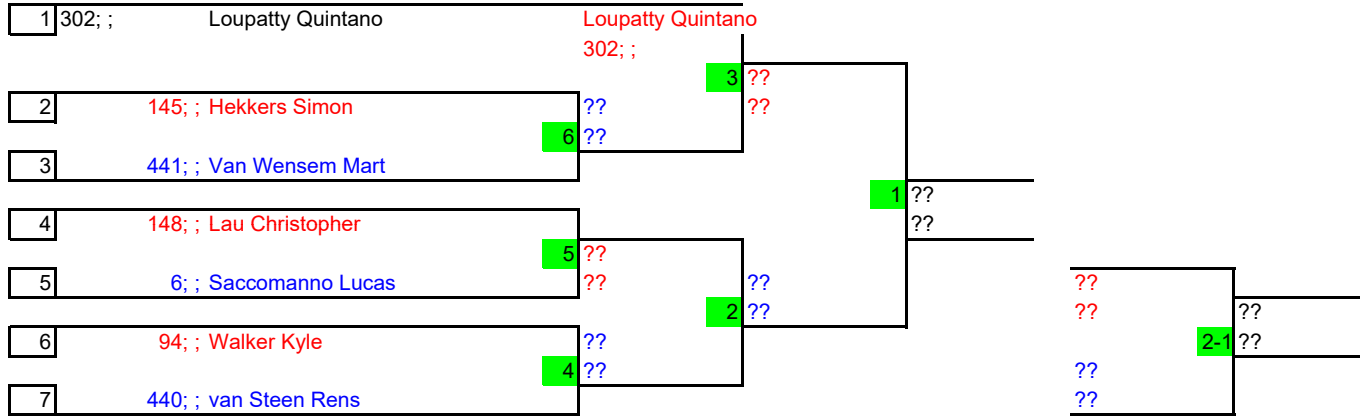 1 302; ; Loupatty Quintano Loupatty Quintano
302; ;
3 ??
2 145; ; Hekkers Simon ?? ??
6 ??
3 441; ; Van Wensem Mart
1 ??
4 148; ; Lau Christopher ??
5 ??
5 6; ; Saccomanno Lucas ?? ?? ??
2 ?? ?? ??
6 94; ; Walker Kyle ?? 2-1 ??
4 ?? ??
7 440; ; van Steen Rens ??